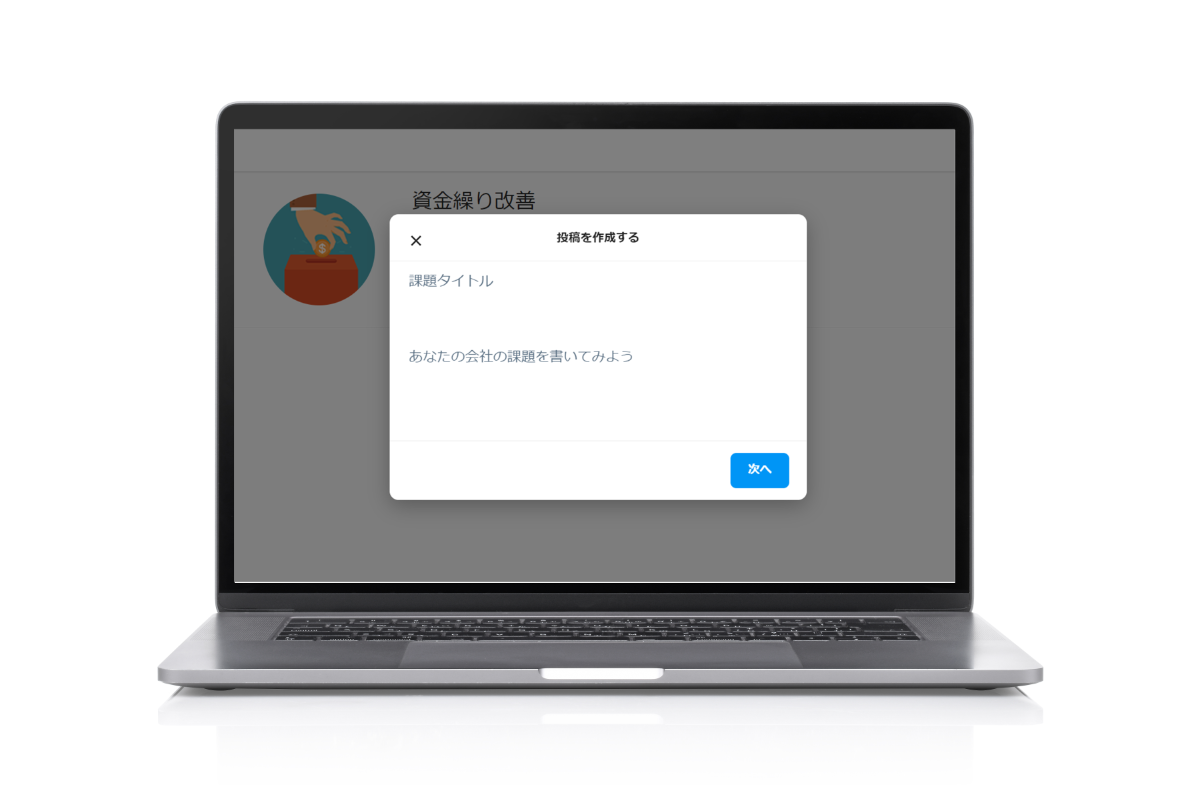 資金繰り改善
×
投稿を作成する
課題タイトル
あなたの会社の課題を書いてみよう
次へ